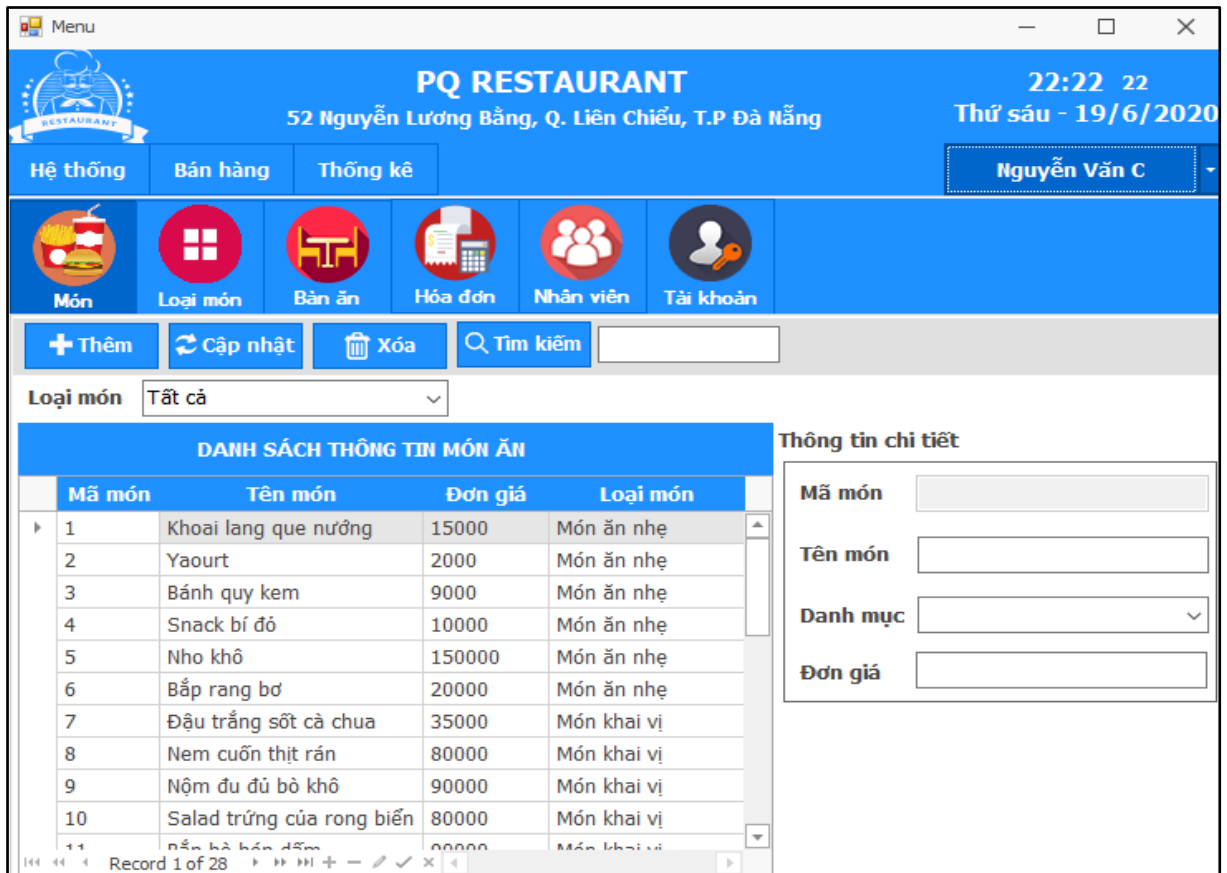 Menu
PQ RESTAURANT
22:22 22
52 Nguyễn Lương Bằng, Q. Liên Chiểu, T.P Đà Nẵng
Thứ sáu - 19/6/2020
RESTAURANT
Hệ thống Bán hàng Thống kê Nguyễn Văn C
Món Loại món Bàn ăn Hóa đơn Nhân viên Tài khoản
Thêm Cập nhật Xóa Tìm kiếm
Loại món Tất cả
DANH SÁCH THÔNG TIN MÓN ĂN
Mã món Tên món Đơn giá Loại món
1 Khoai lang que nướng 15000 Món ăn nhẹ
2 Yaourt 2000 Món ăn nhẹ
3 Bánh quy kem 9000 Món ăn nhẹ
4 Snack bí đỏ 10000 Món ăn nhẹ
5 Nho khô 150000 Món ăn nhẹ
6 Bắp rang bơ 20000 Món ăn nhẹ
7 Đậu trắng sốt cà chua 35000 Món khai vị
8 Nem cuốn thịt rán 80000 Món khai vị
9 Nộm đu đủ bò khô 90000 Món khai vị
10 Salad trứng của rong biển 80000 Món khai vị
Record 1 of 28
Thông tin chi tiết
Mã món
Tên món
Danh mục
Đơn giá